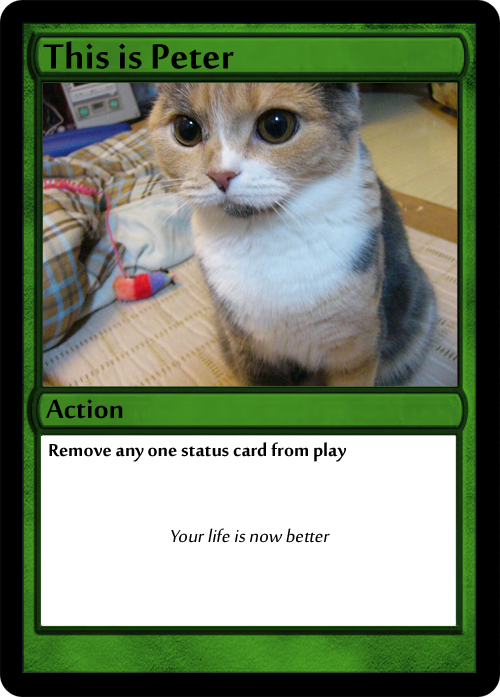 This is Peter
Action
Remove any one status card from play
Your life is now better